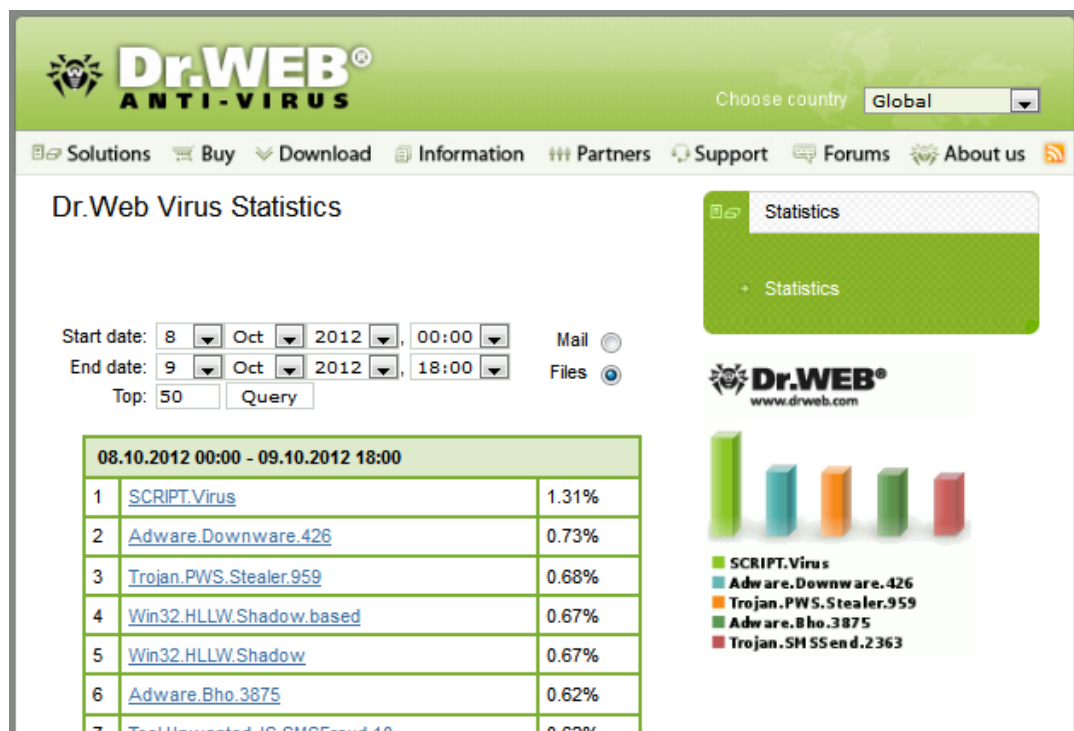 Dr.WEB®
ANTI-VIRUS
Choose country Global
Solutions Buy Download Information Partners Support Forums About us
Dr.Web Virus Statistics
Statistics
Statistics
Start date: 8 Oct 2012 , 00:00 Mail
End date: 9 Oct 2012 , 18:00 Files
Top: 50 Query
Dr.WEB®
www.drweb.com
08.10.2012 00:00 - 09.10.2012 18:00
1 SCRIPT.Virus 1.31%
2 Adware.Downware.426 0.73%
3 Trojan.PWS.Stealer.959 0.68%
4 Win32.HLLW.Shadow.based 0.67%
5 Win32.HLLW.Shadow 0.67%
6 Adware.Bho.3875 0.62%
SCRIPT.Virus
Adware.Downware.426
Trojan.PWS.Stealer.959
Adware.Bho.3875
Trojan.SMSSend.2363